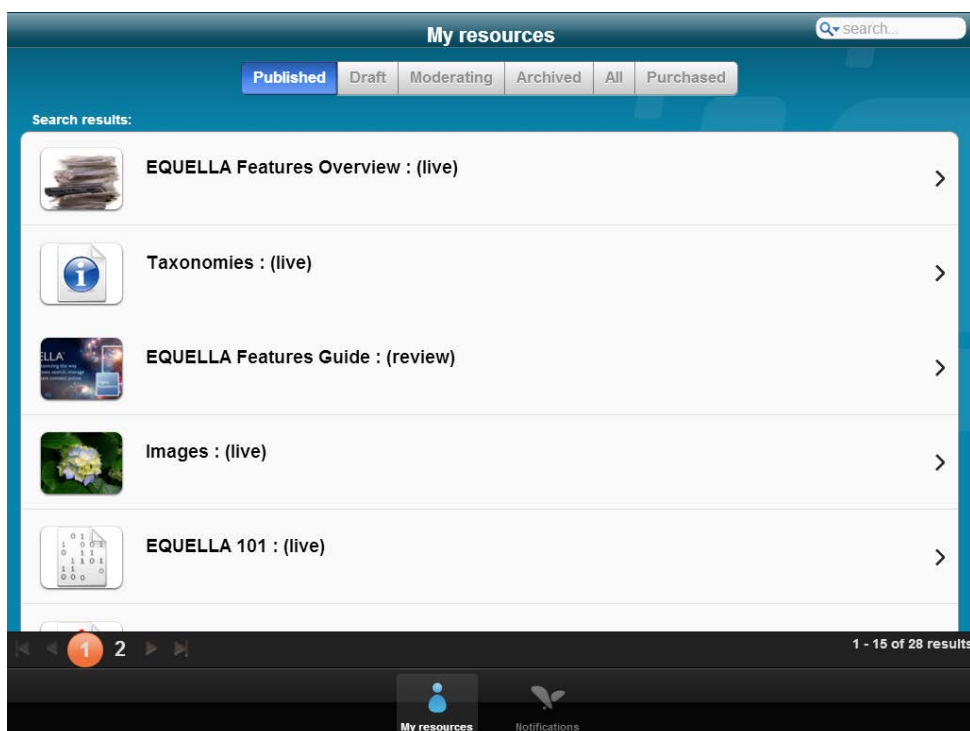 My resources
search...
Published Draft Moderating Archived All Purchased
Search results:
EQUELLA Features Overview : (live)
Taxonomies : (live)
ELLA
EQUELLA Features Guide : (review)
Images : (live)
EQUELLA 101 : (live)
1 2
1 - 15 of 28 results
My resources
Notifications